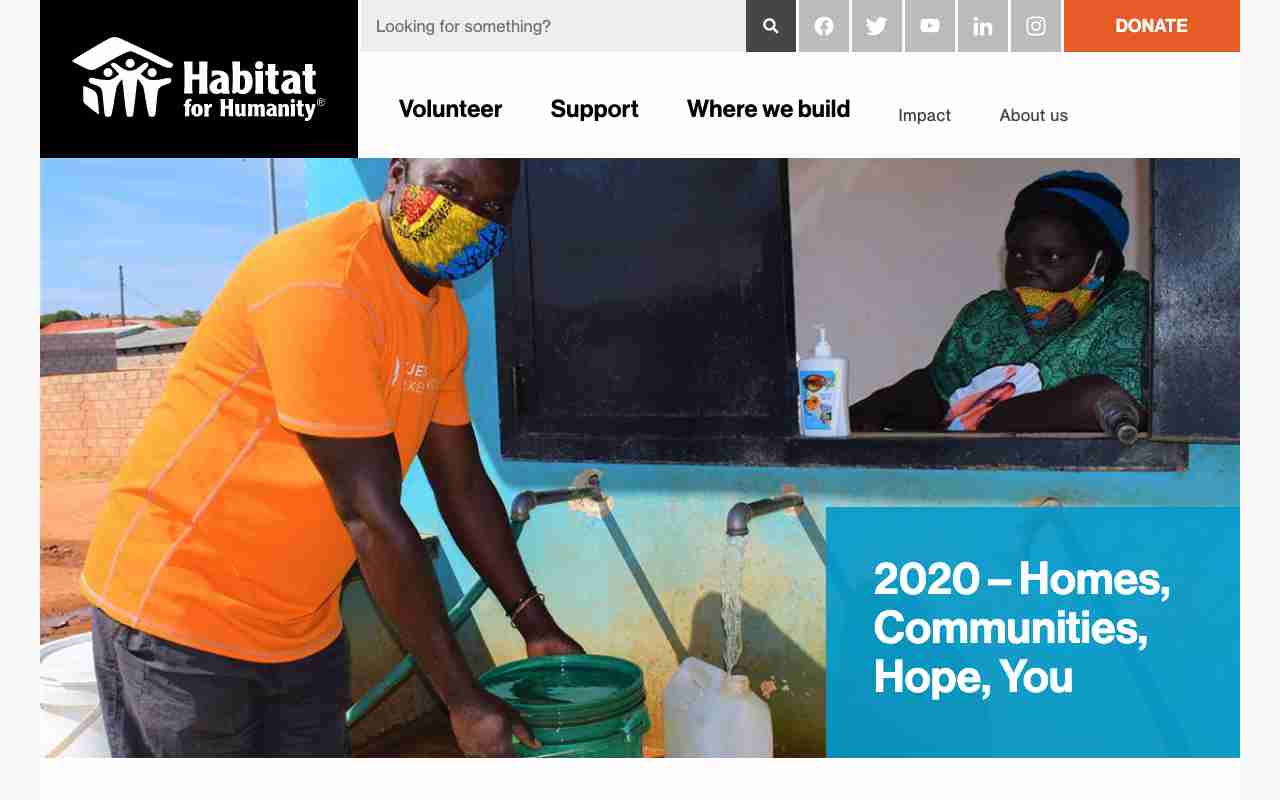 Habitat
for Humanity®
Looking for something?
DONATE
Volunteer
Support
Where we build
Impact
About us
2020 – Homes,
Communities,
Hope, You